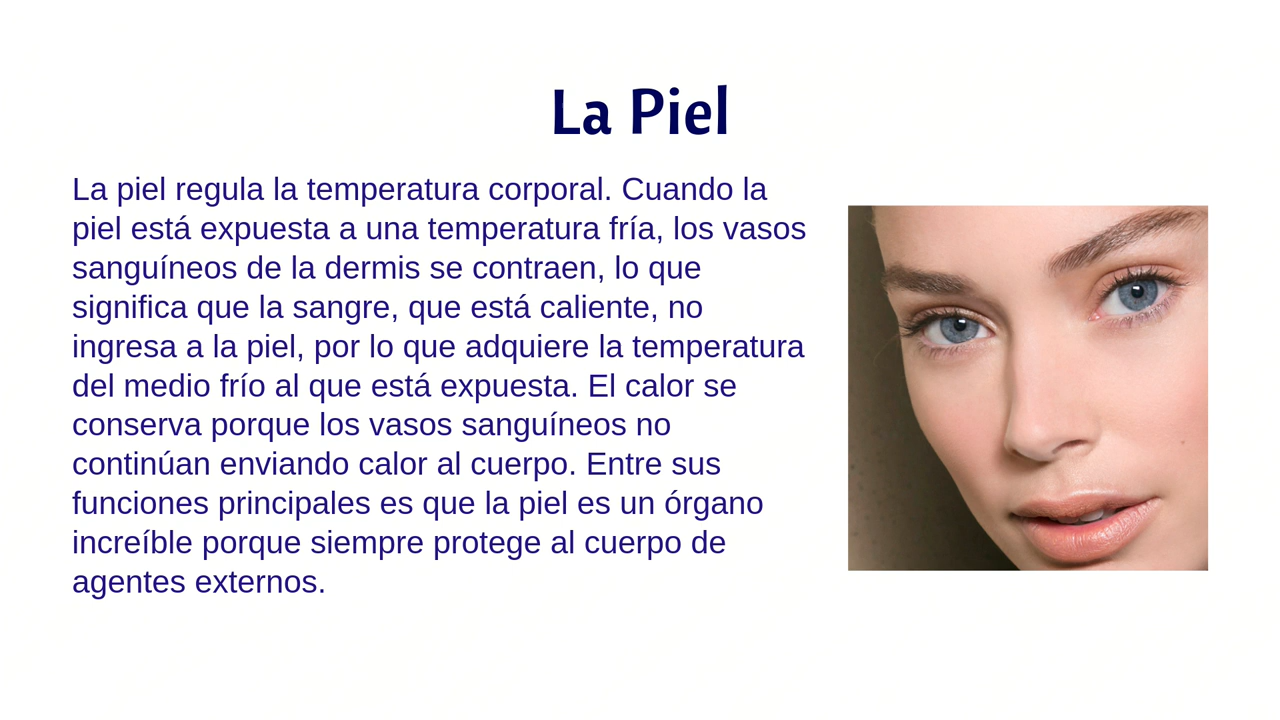 La Piel
La piel regula la temperatura corporal. Cuando la
piel está expuesta a una temperatura fría, los vasos
sanguíneos de la dermis se contraen, lo que
significa que la sangre, que está caliente, no
ingresa a la piel, por lo que adquiere la temperatura
del medio frío al que está expuesta. El calor se
conserva porque los vasos sanguíneos no
continúan enviando calor al cuerpo. Entre sus
funciones principales es que la piel es un órgano
increíble porque siempre protege al cuerpo de
agentes externos.